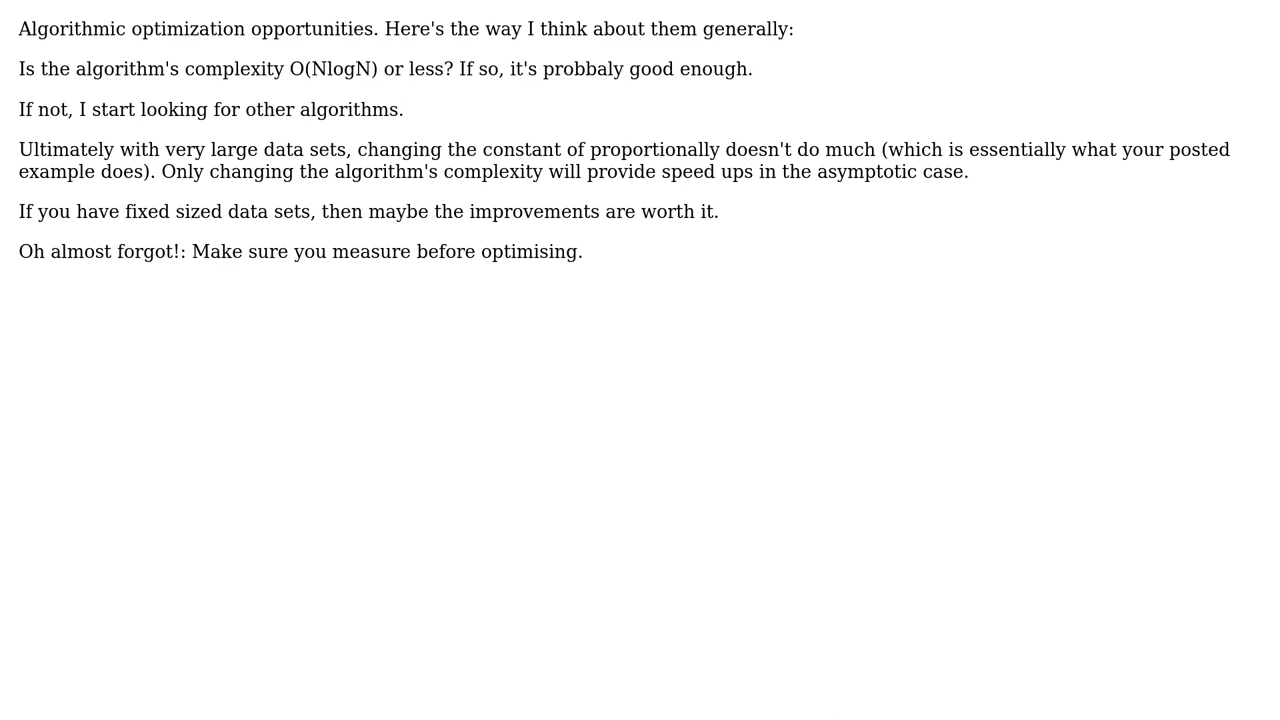 Algorithmic optimization opportunities. Here's the way I think about them generally:
Is the algorithm's complexity O(NlogN) or less? If so, it's probbaly good enough.
If not, I start looking for other algorithms.
Ultimately with very large data sets, changing the constant of proportionally doesn't do much (which is essentially what your posted
example does). Only changing the algorithm's complexity will provide speed ups in the asymptotic case.
If you have fixed sized data sets, then maybe the improvements are worth it.
Oh almost forgot!: Make sure you measure before optimising.